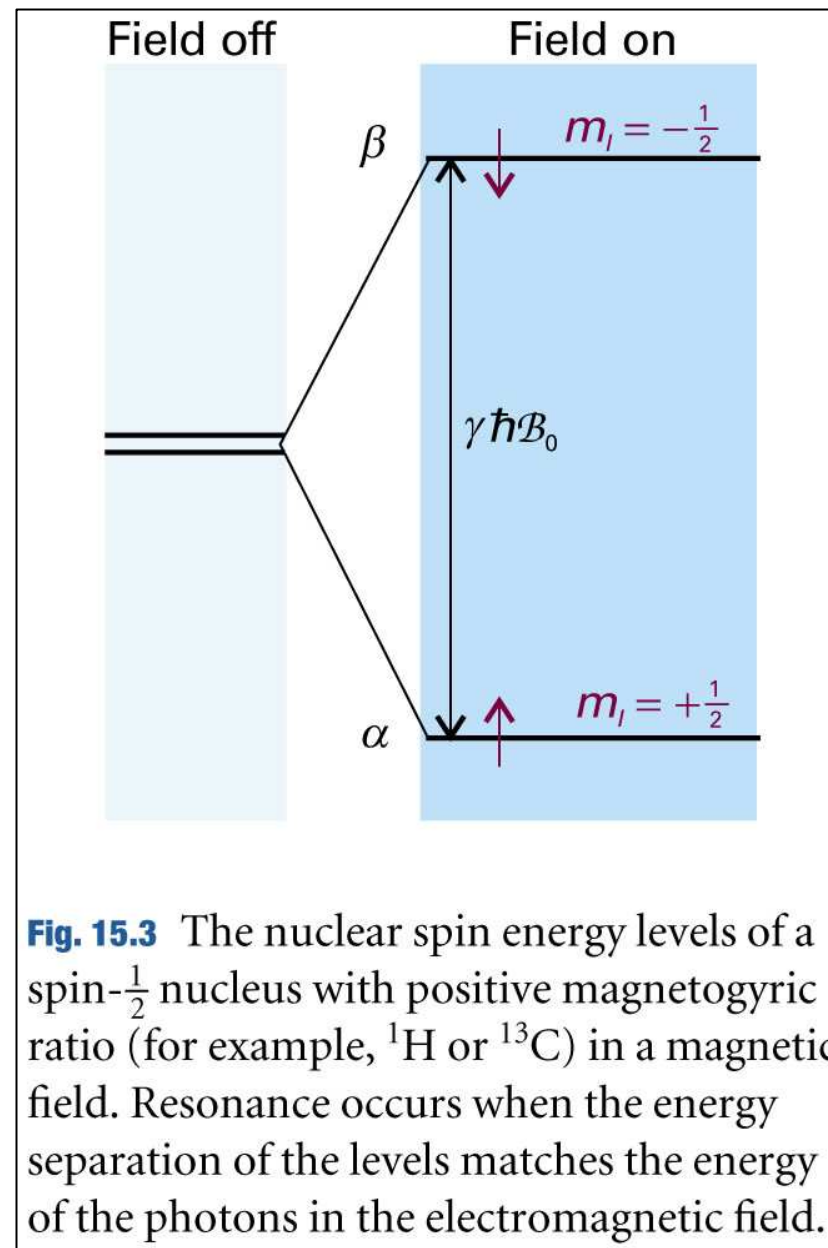 Field off Field on
β
m_I = −1/2
γℏℬ₀
α
m_I = +1/2
Fig. 15.3 The nuclear spin energy levels of a
spin-1/2 nucleus with positive magnetogyric
ratio (for example, ¹H or ¹³C) in a magnetic
field. Resonance occurs when the energy
separation of the levels matches the energy
of the photons in the electromagnetic field.